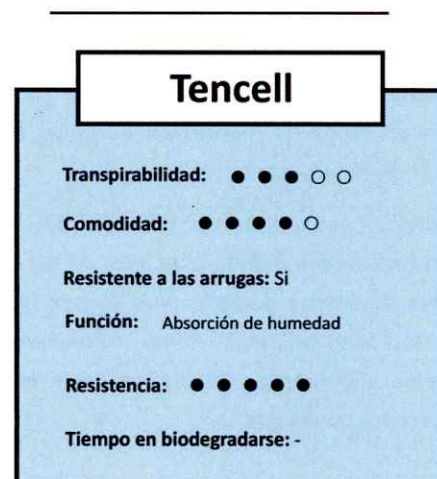 Tencell
Transpirabilidad: ● ● ● ○ ○
Comodidad: ● ● ● ● ○
Resistente a las arrugas: Si
Función: Absorción de humedad
Resistencia: ● ● ● ● ●
Tiempo en biodegradarse: -